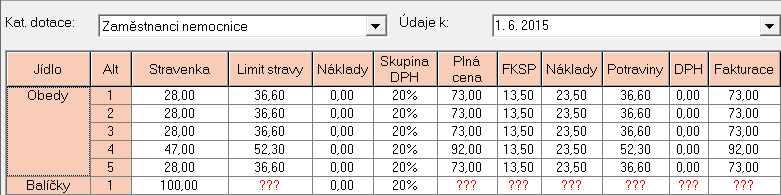 Kat. dotace: Zaměstnanci nemocnice Údaje k: 1. 6. 2015
Jídlo Alt Stravenka Limit stravy Náklady Skupina DPH Plná cena FKSP Náklady Potraviny DPH Fakturace
Obedy 1 28,00 36,60 0,00 20% 73,00 13,50 23,50 36,60 0,00 73,00
2 28,00 36,60 0,00 20% 73,00 13,50 23,50 36,60 0,00 73,00
3 28,00 36,60 0,00 20% 73,00 13,50 23,50 36,60 0,00 73,00
4 47,00 52,30 0,00 20% 92,00 13,50 23,50 52,30 0,00 92,00
5 28,00 36,60 0,00 20% 73,00 13,50 23,50 36,60 0,00 73,00
Balíčky 1 100,00 ??? 0,00 20% ??? ??? ??? ??? ??? ???